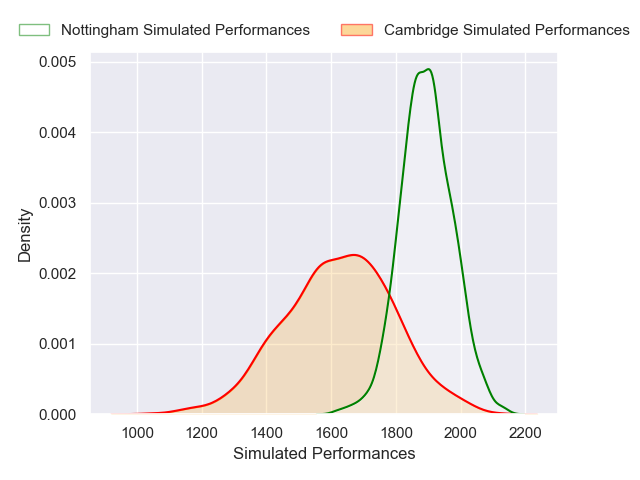 Nottingham Simulated Performances Cambridge Simulated Performances
0.005
0.004
0.003
0.002
0.001
0.000
Density
1000 1200 1400 1600 1800 2000 2200
Simulated Performances